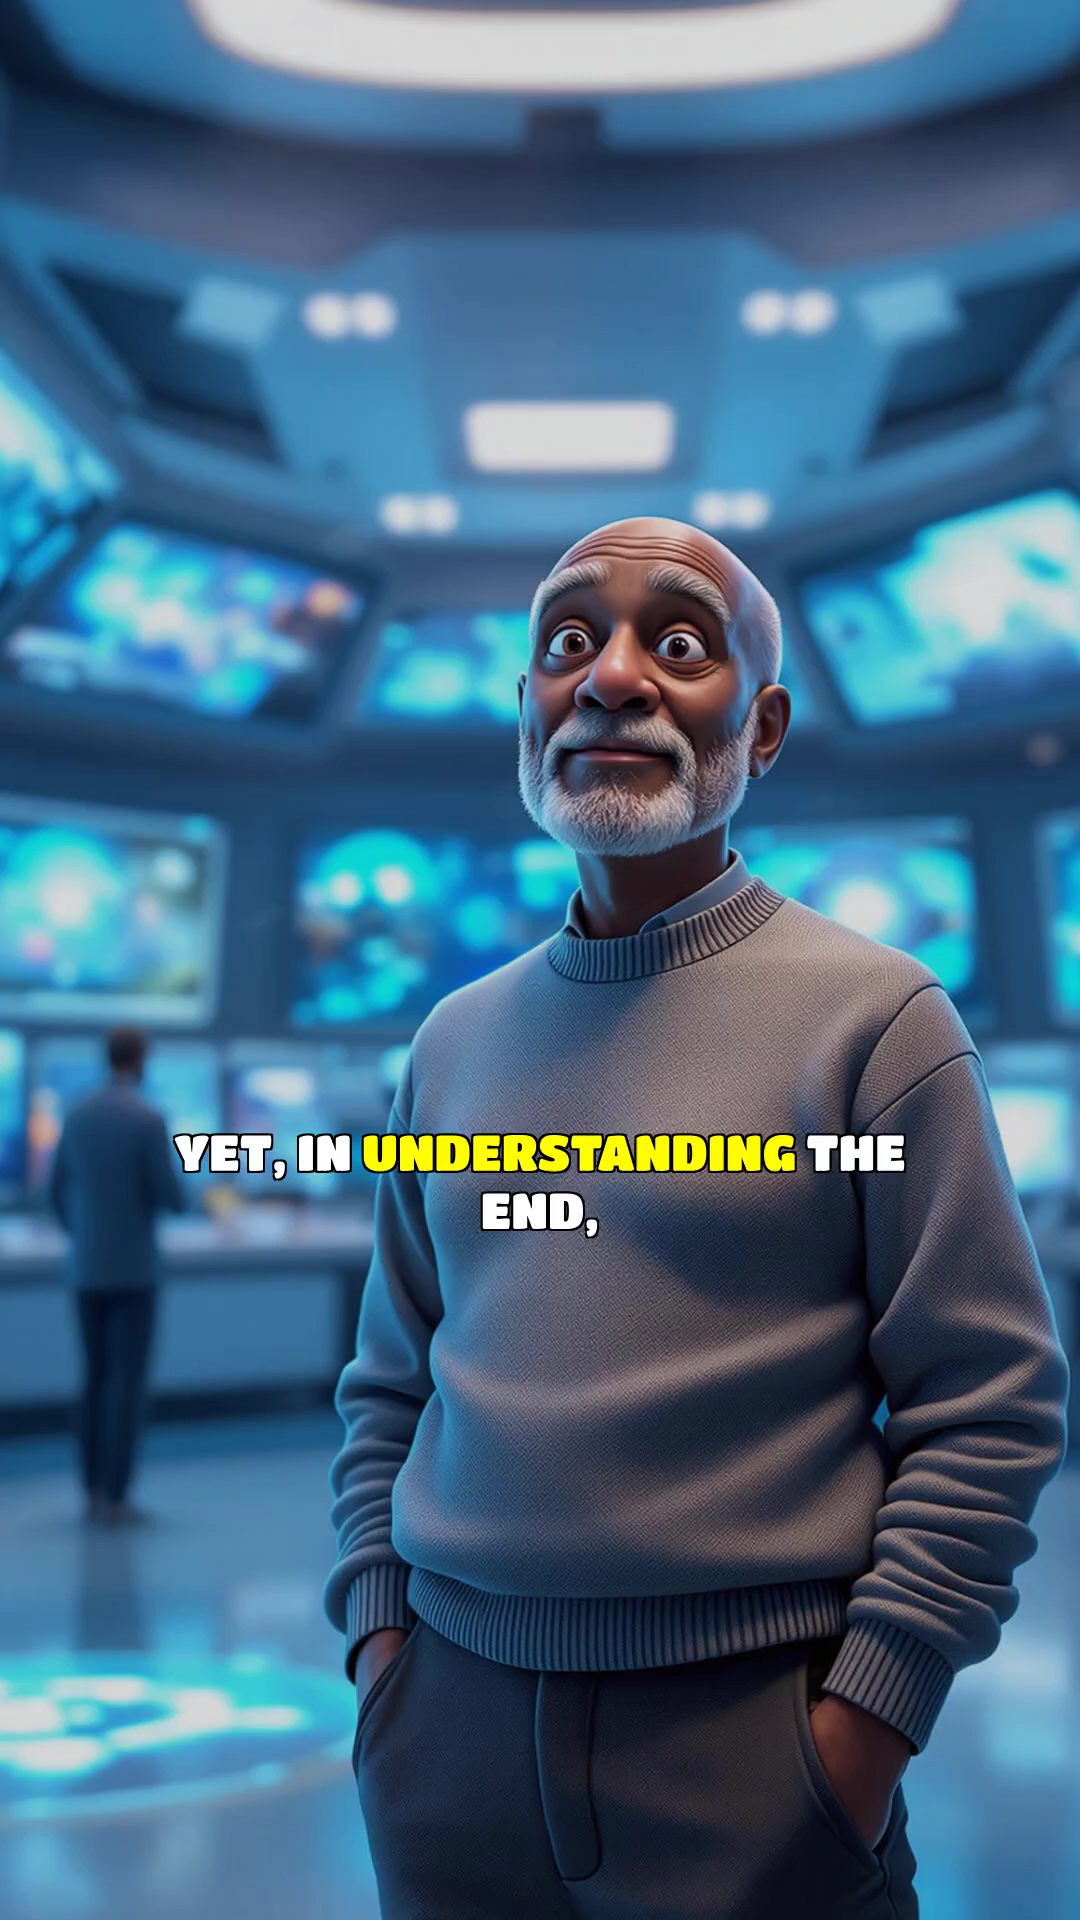 YET, IN UNDERSTANDING THE
END,